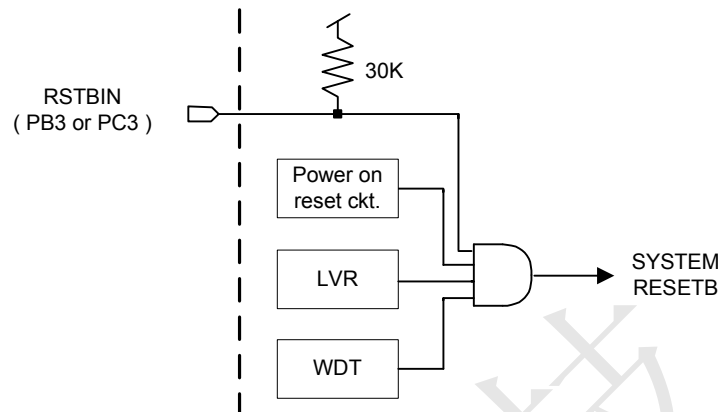 30K
RSTBIN
( PB3 or PC3 )
Power on
reset ckt.
LVR
WDT
SYSTEM
RESETB